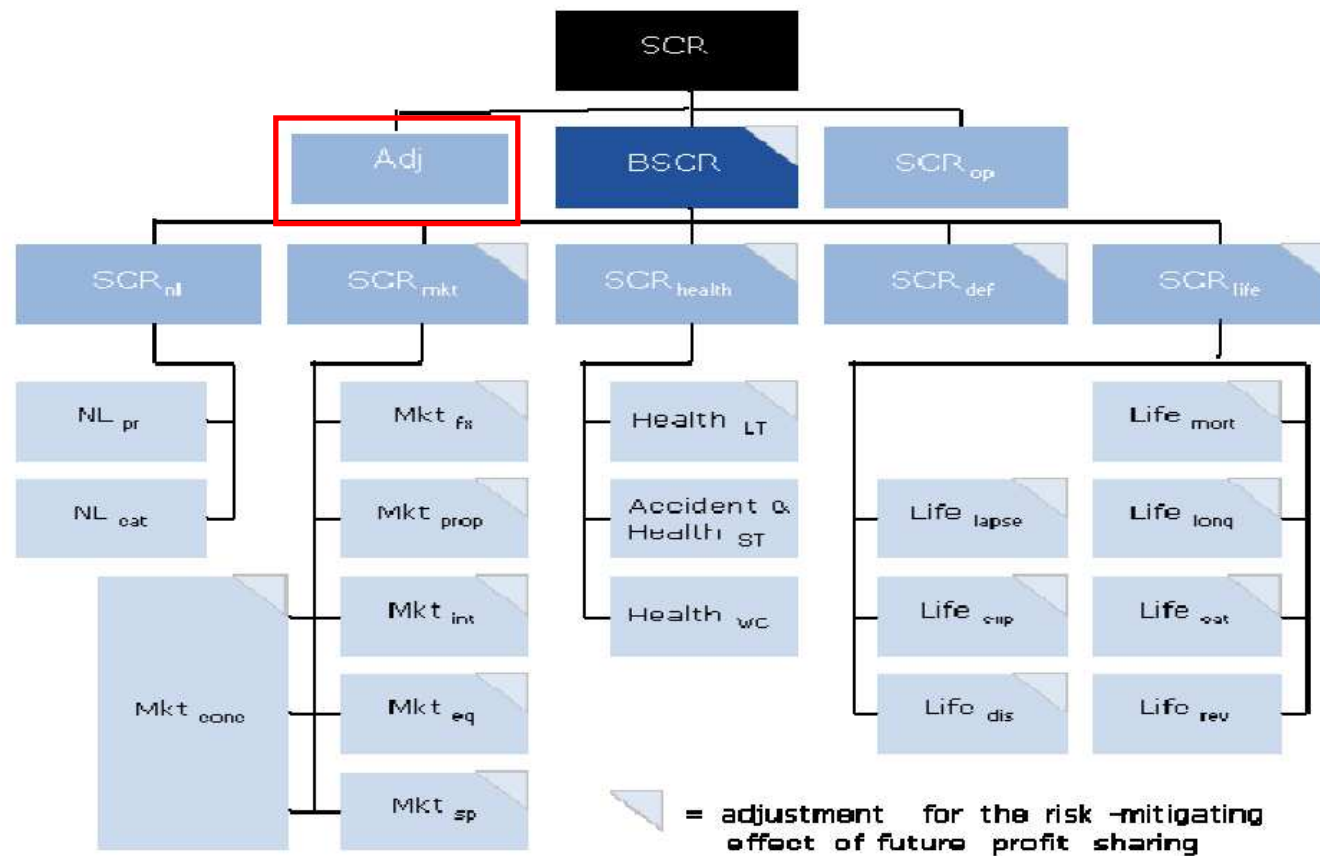 SCR
Adj
BSCR
SCR op
SCR nl
SCR mkt
SCR health
SCR def
SCR life
NL pr
Mkt fx
Health LT
Life mort
NL cat
Mkt prop
Accident &
Health ST
Life lapse
Life long
Mkt conc
Mkt int
Health WC
Life exp
Life cat
Mkt eq
Life dis
Life rev
Mkt sp
= adjustment for the risk -mitigating
effect of future profit sharing